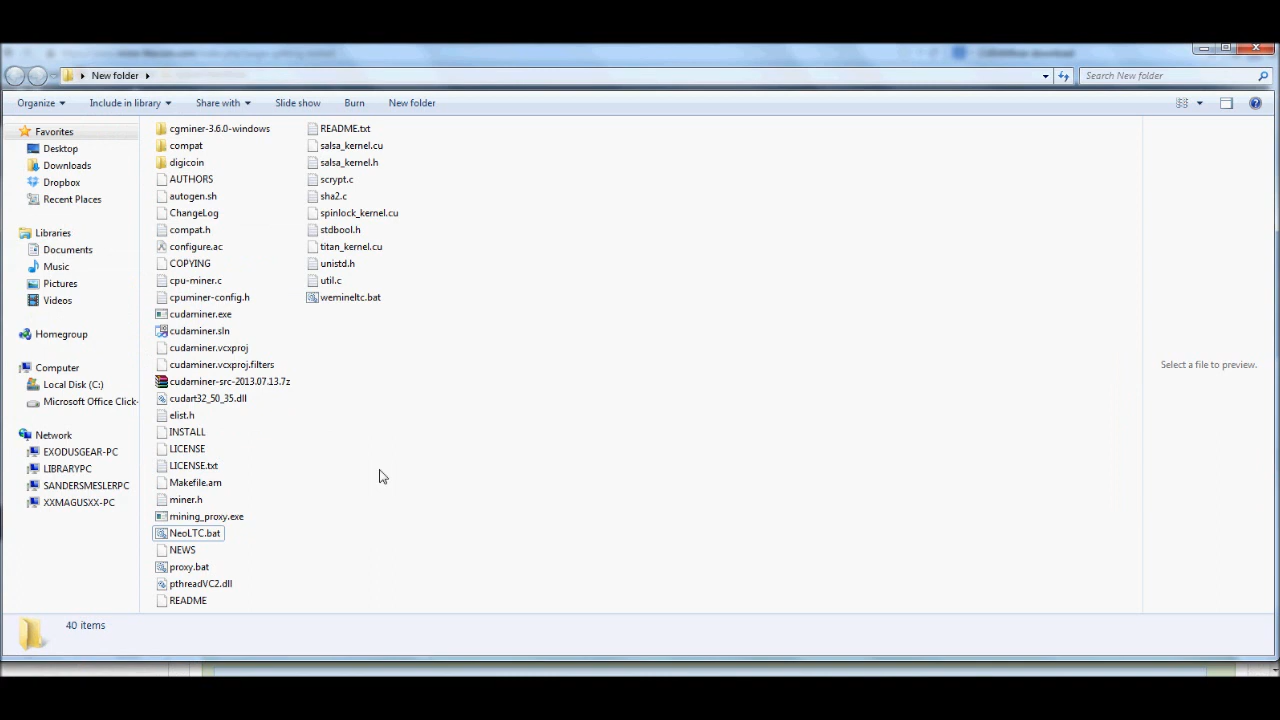 New folder
Search New folder
Organize
Include in library
Share with
Slide show
Burn
New folder
Favorites
Desktop
Downloads
Dropbox
Recent Places
Libraries
Documents
Music
Pictures
Videos
Homegroup
Computer
Local Disk (C:)
Microsoft Office Click-
Network
EXODUSGEAR-PC
LIBRARYPC
SANDERSMESLERPC
XXMAGUSXX-PC
cgminer-3.6.0-windows
compat
digicoin
AUTHORS
autogen.sh
ChangeLog
compat.h
configure.ac
COPYING
cpu-miner.c
cpuminer-config.h
cudaminer.exe
cudaminer.sln
cudaminer.vcxproj
cudaminer.vcxproj.filters
cudaminer-src-2013.07.13.7z
cudart32_50_35.dll
elist.h
INSTALL
LICENSE
LICENSE.txt
Makefile.am
miner.h
mining_proxy.exe
NeoLTC.bat
NEWS
proxy.bat
pthreadVC2.dll
README
README.txt
salsa_kernel.cu
salsa_kernel.h
scrypt.c
sha2.c
spinlock_kernel.cu
stdbool.h
titan_kernel.cu
unistd.h
util.c
wemineltc.bat
Select a file to preview.
40 items